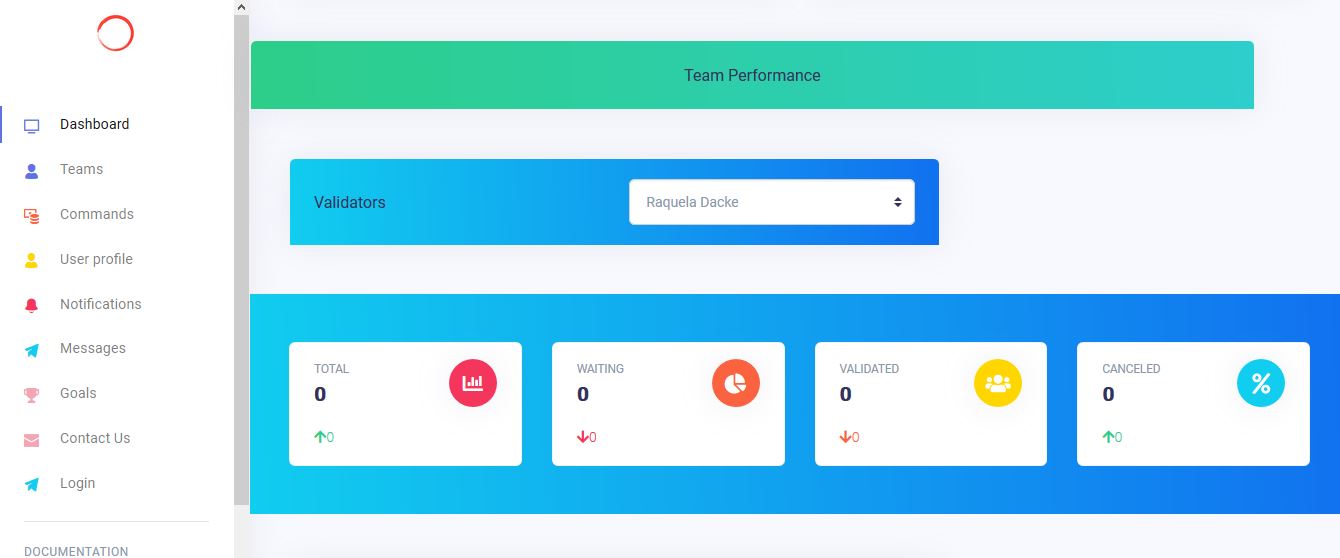 Dashboard
Teams
Commands
User profile
Notifications
Messages
Goals
Contact Us
Login
DOCUMENTATION
Team Performance
Validators
Raquela Dacke
TOTAL
0
0
WAITING
0
0
VALIDATED
0
0
CANCELED
0
0